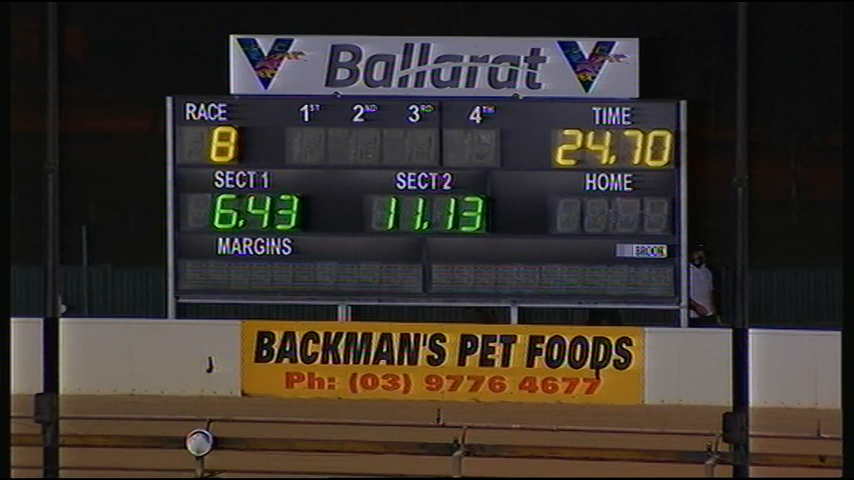 V Ballarat V
RACE 1ST 2ND 3RD 4TH TIME
8 24.70
SECT 1 SECT 2 HOME
6.43 11.13
MARGINS
BACKMAN'S PET FOODS
Ph: (03) 9776 4677